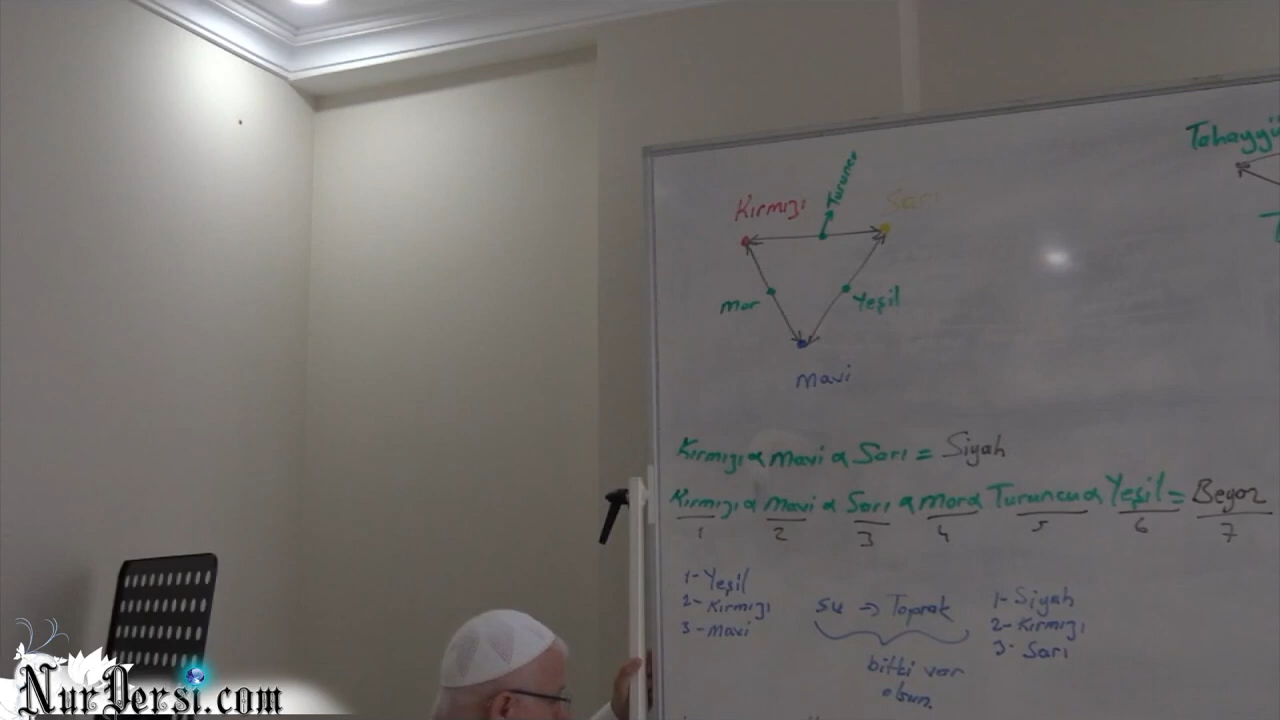 Tahayyü
Turuncu
Kırmızı
Sarı
Mor
Yeşil
Mavi
Kırmızı α Mavi α Sarı = Siyah
Kırmızı α Mavi α Sarı α Mor α Turuncu α Yeşil = Beyaz
1 2 3 4 5 6 7
1- Yeşil
2- Kırmızı
3- Mavi
Su → Toprak
bitki var
olsun.
1- Siyah
2- Kırmızı
3- Sarı
NurDersi.com